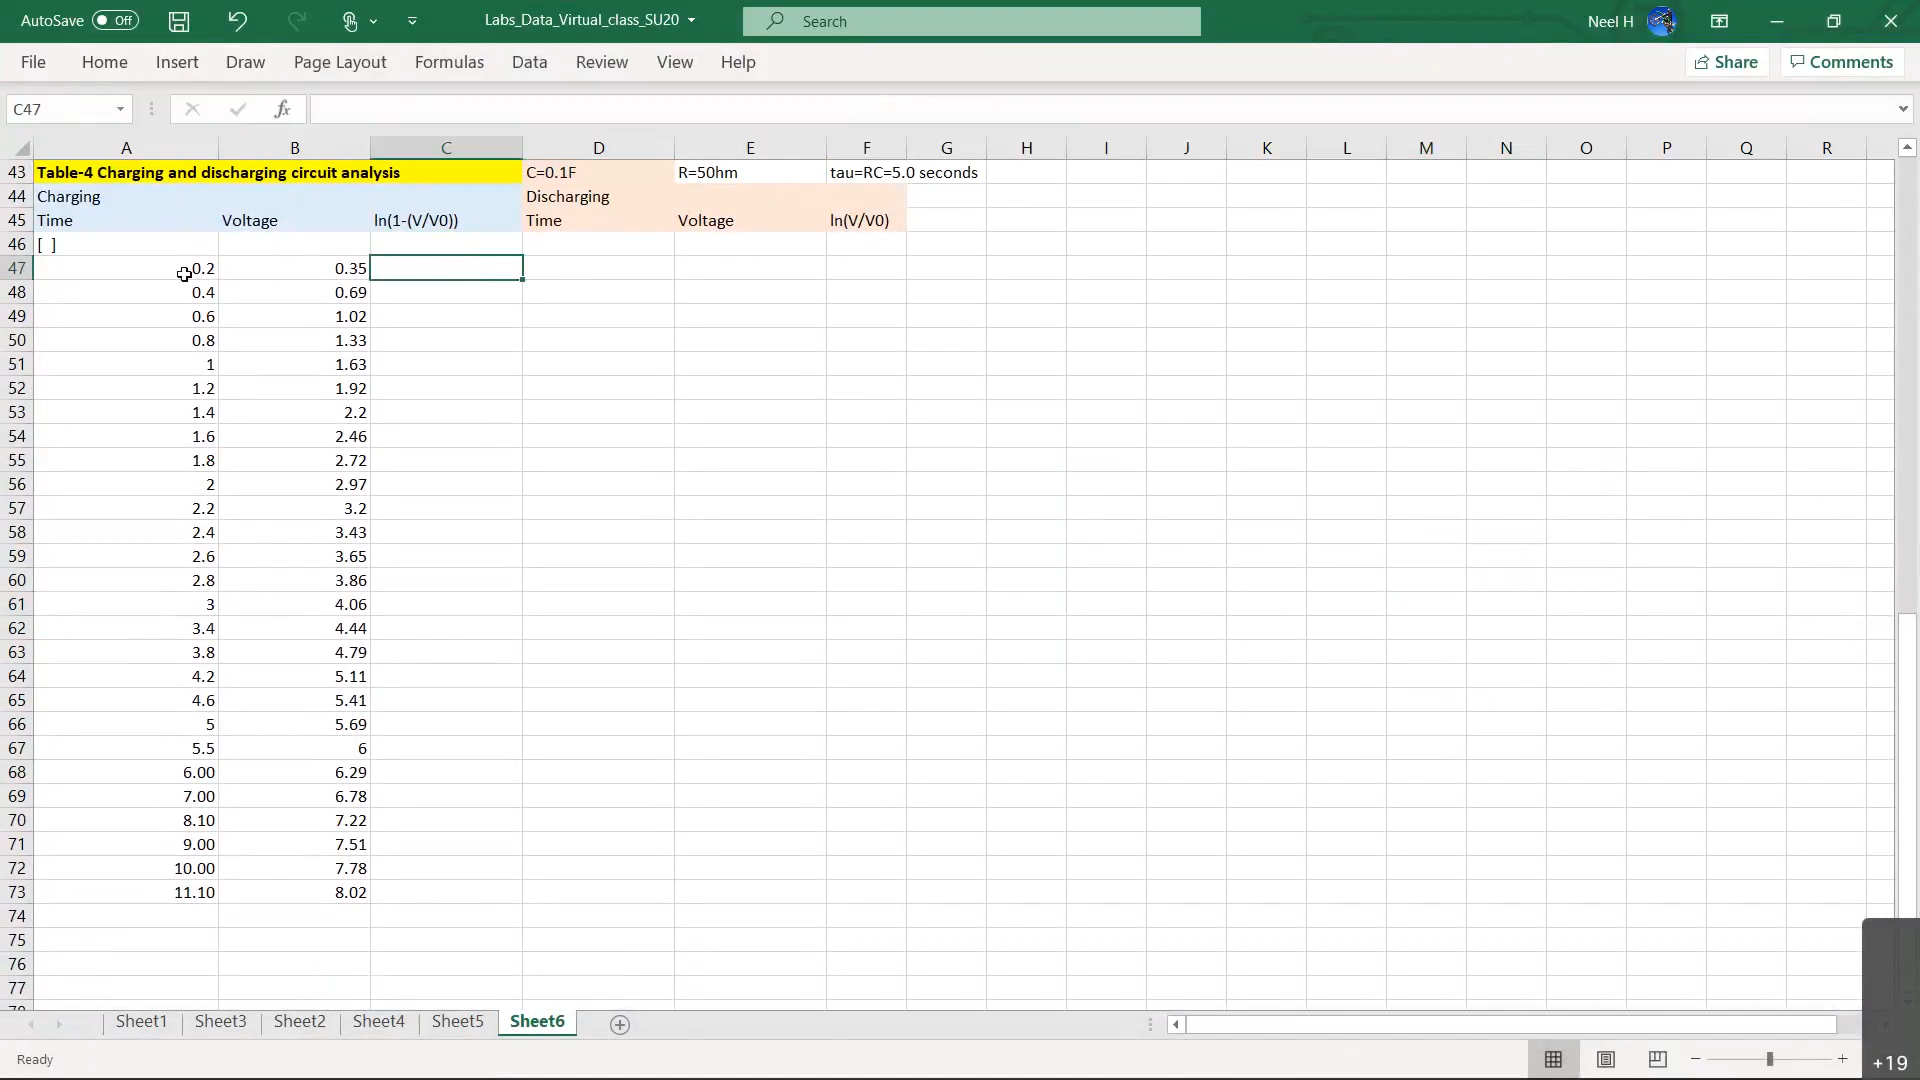 AutoSave Off Labs_Data_Virtual_class_SU20 Search Neel H
File Home Insert Draw Page Layout Formulas Data Review View Help Share Comments
C47 fx
A B C D E F G H I J K L M N O P Q R
43 Table-4 Charging and discharging circuit analysis C=0.1F R=50hm tau=RC=5.0 seconds
44 Charging Discharging
45 Time Voltage ln(1-(V/V0)) Time Voltage ln(V/V0)
46 [ ]
47 0.2 0.35
48 0.4 0.69
49 0.6 1.02
50 0.8 1.33
51 1 1.63
52 1.2 1.92
53 1.4 2.2
54 1.6 2.46
55 1.8 2.72
56 2 2.97
57 2.2 3.2
58 2.4 3.43
59 2.6 3.65
60 2.8 3.86
61 3 4.06
62 3.4 4.44
63 3.8 4.79
64 4.2 5.11
65 4.6 5.41
66 5 5.69
67 5.5 6
68 6.00 6.29
69 7.00 6.78
70 8.10 7.22
71 9.00 7.51
72 10.00 7.78
73 11.10 8.02
74
75
76
77
Sheet1 Sheet3 Sheet2 Sheet4 Sheet5 Sheet6
Ready +19